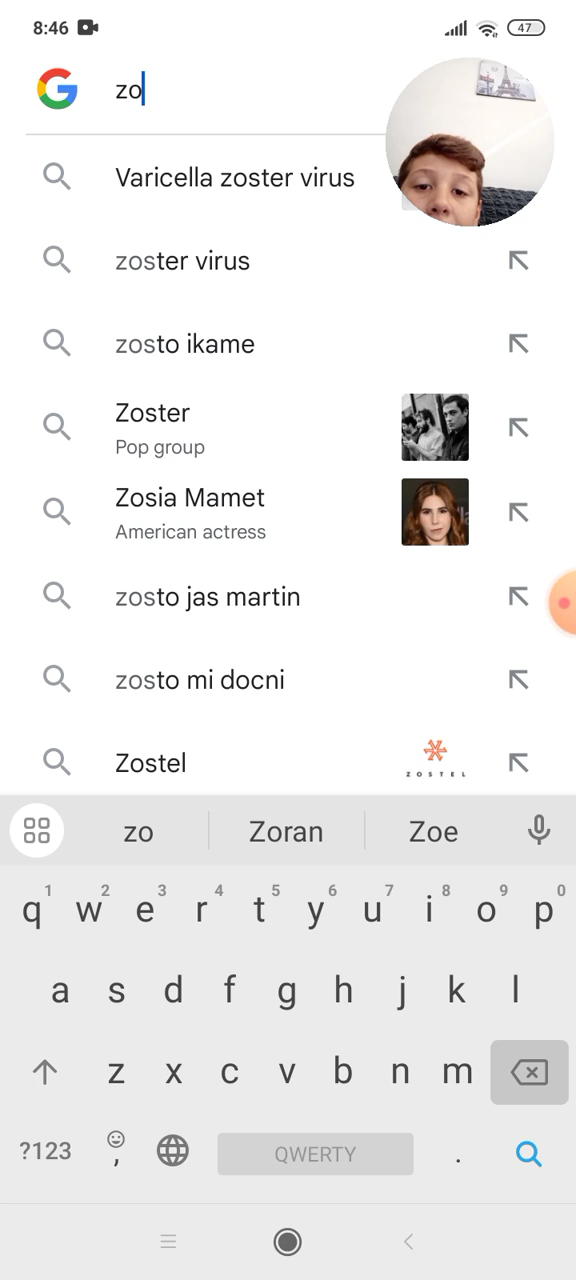 8:46
47
zo
Varicella zoster virus
zoster virus
zosto ikame
Zoster
Pop group
Zosia Mamet
American actress
zosto jas martin
zosto mi docni
Zostel
ZOSTEL
zo Zoran Zoe
1 2 3 4 5 6 7 8 9 0
q w e r t y u i o p
a s d f g h j k l
z x c v b n m
?123 , QWERTY .